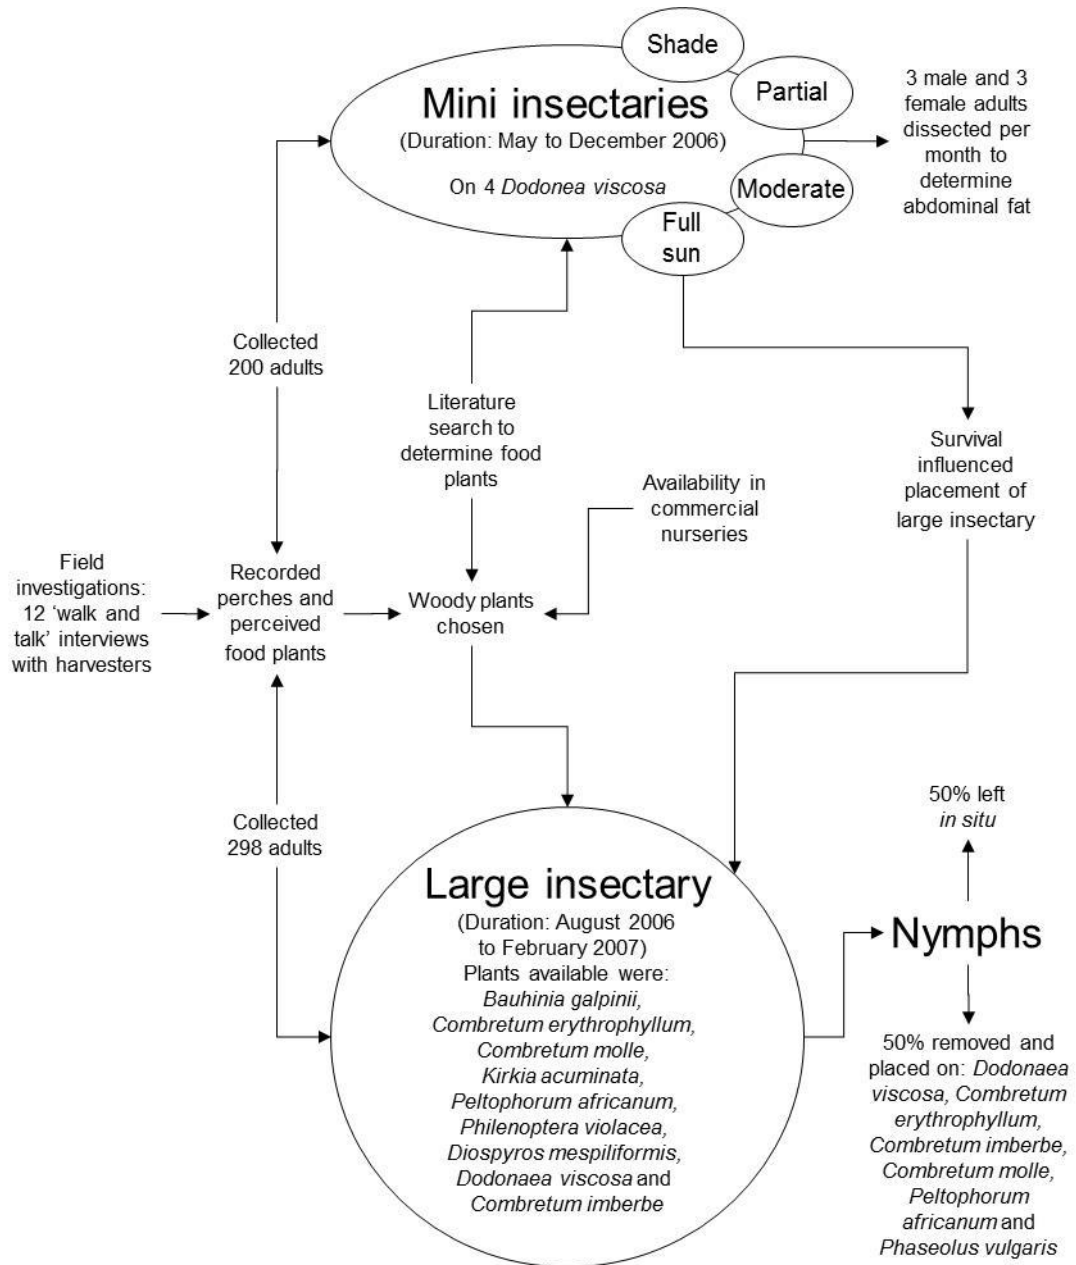 Shade
Partial
Moderate
Full
sun
Mini insectaries
(Duration: May to December 2006)
On 4 Dodonea viscosa
3 male and 3
female adults
dissected per
month to
determine
abdominal fat
Collected
200 adults
Literature
search to
determine food
plants
Availability in
commercial
nurseries
Survival
influenced
placement of
large insectary
Field
investigations:
12 ‘walk and
talk’ interviews
with harvesters
Recorded
perches and
perceived
food plants
Woody plants
chosen
Collected
298 adults
Large insectary
(Duration: August 2006
to February 2007)
Plants available were:
Bauhinia galpinii,
Combretum erythrophyllum,
Combretum molle,
Kirkia acuminata,
Peltophorum africanum,
Philenoptera violacea,
Diospyros mespiliformis,
Dodonaea viscosa and
Combretum imberbe
50% left
in situ
Nymphs
50% removed and
placed on: Dodonaea
viscosa, Combretum
erythrophyllum,
Combretum imberbe,
Combretum molle,
Peltophorum
africanum and
Phaseolus vulgaris